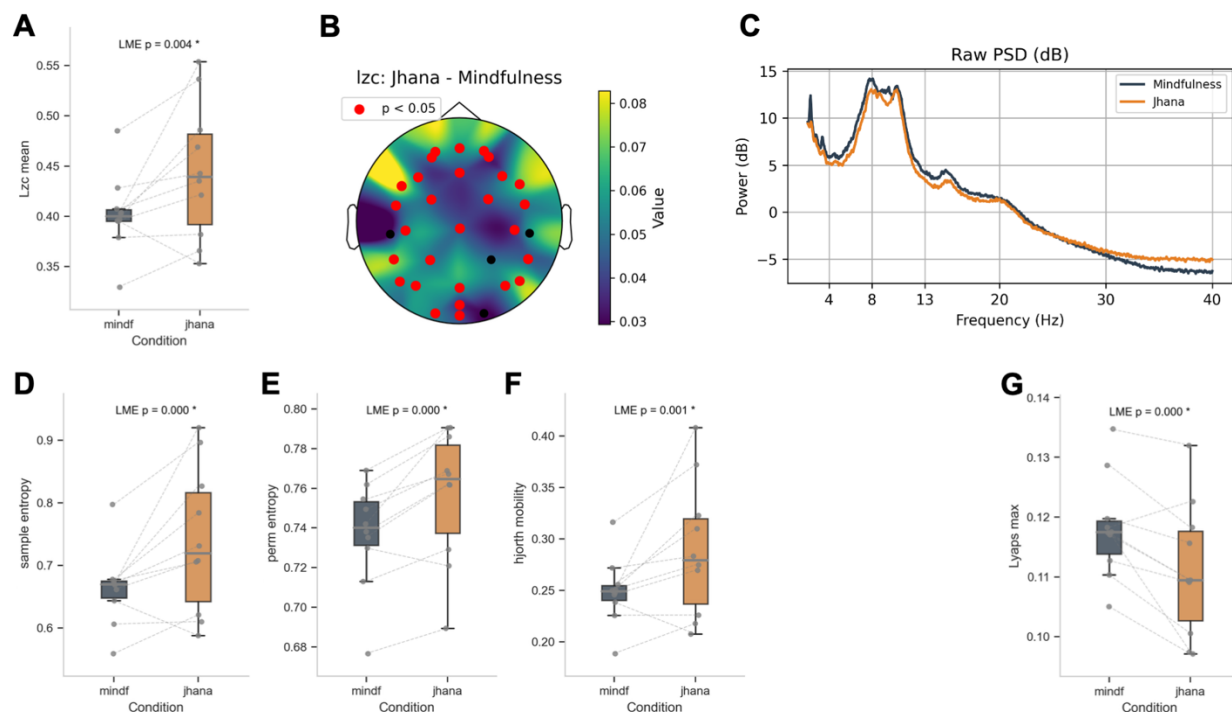 A
LME p = 0.004 *
0.55
0.50
0.45
0.40
0.35
Lzc mean
mindf
jhana
Condition
B
lzc: Jhana - Mindfulness
p < 0.05
0.08
0.07
0.06
0.05
0.04
0.03
Value
C
Raw PSD (dB)
Mindfulness
Jhana
15
10
5
0
−5
Power (dB)
4
8
13
20
30
40
Frequency (Hz)
D
LME p = 0.000 *
0.9
0.8
0.7
0.6
sample entropy
mindf
jhana
Condition
E
LME p = 0.000 *
0.80
0.78
0.76
0.74
0.72
0.70
0.68
perm entropy
mindf
jhana
Condition
F
LME p = 0.001 *
0.40
0.35
0.30
0.25
0.20
hjorth mobility
mindf
jhana
Condition
G
LME p = 0.000 *
0.14
0.13
0.12
0.11
0.10
Lyaps max
mindf
jhana
Condition